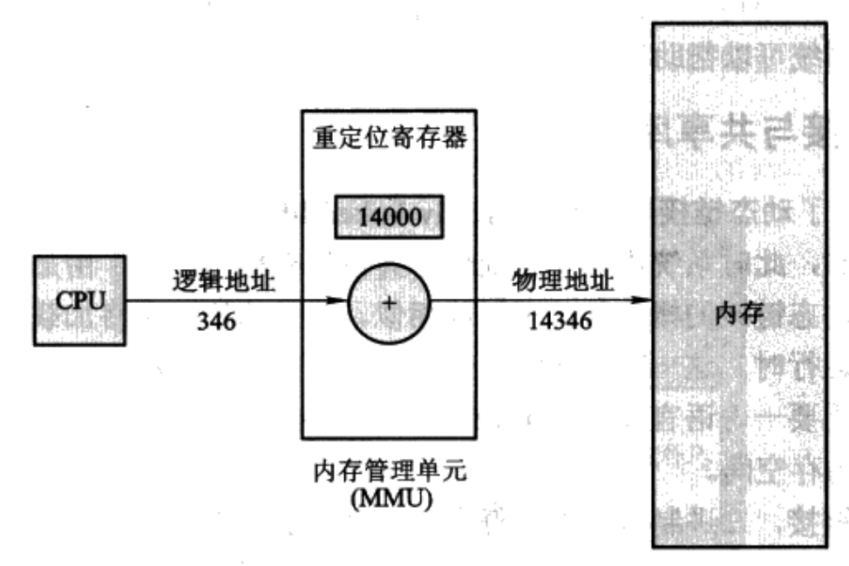 重定位寄存器
14000
CPU
逻辑地址
346
+
物理地址
14346
内存
内存管理单元
(MMU)